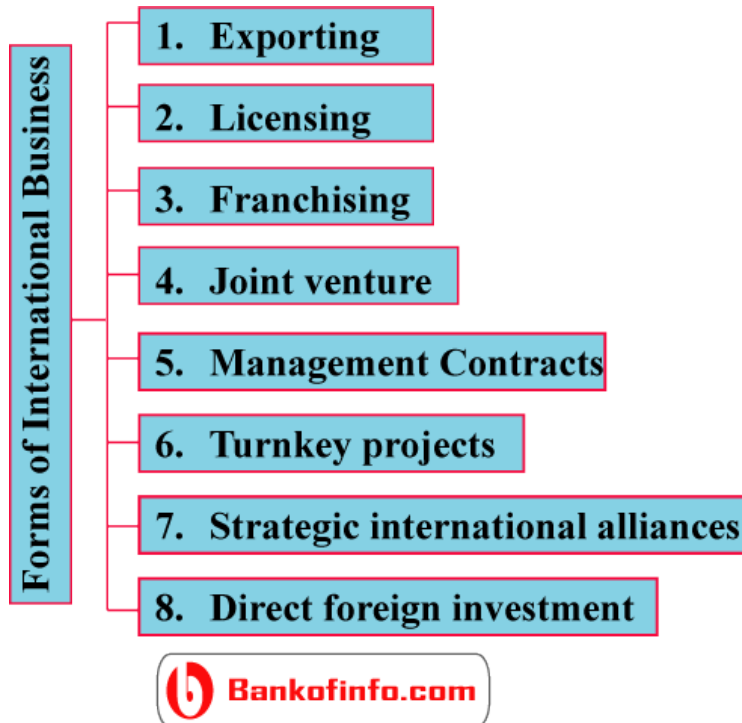 Forms of International Business
1. Exporting
2. Licensing
3. Franchising
4. Joint venture
5. Management Contracts
6. Turnkey projects
7. Strategic international alliances
8. Direct foreign investment
Bankofinfo.com